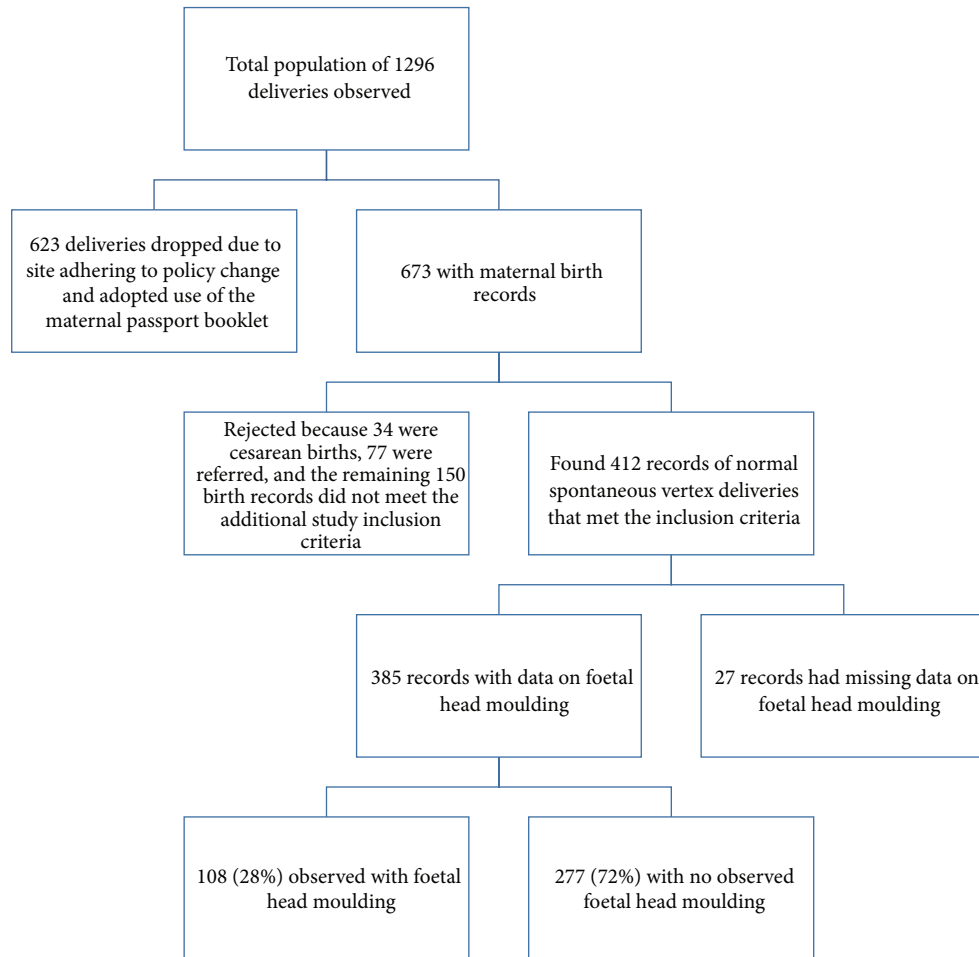 Total population of 1296
deliveries observed
623 deliveries dropped due to
site adhering to policy change
and adopted use of the
maternal passport booklet
673 with maternal birth
records
Rejected because 34 were
cesarean births, 77 were
referred, and the remaining 150
birth records did not meet the
additional study inclusion
criteria
Found 412 records of normal
spontaneous vertex deliveries
that met the inclusion criteria
385 records with data on foetal
head moulding
27 records had missing data on
foetal head moulding
108 (28%) observed with foetal
head moulding
277 (72%) with no observed
foetal head moulding